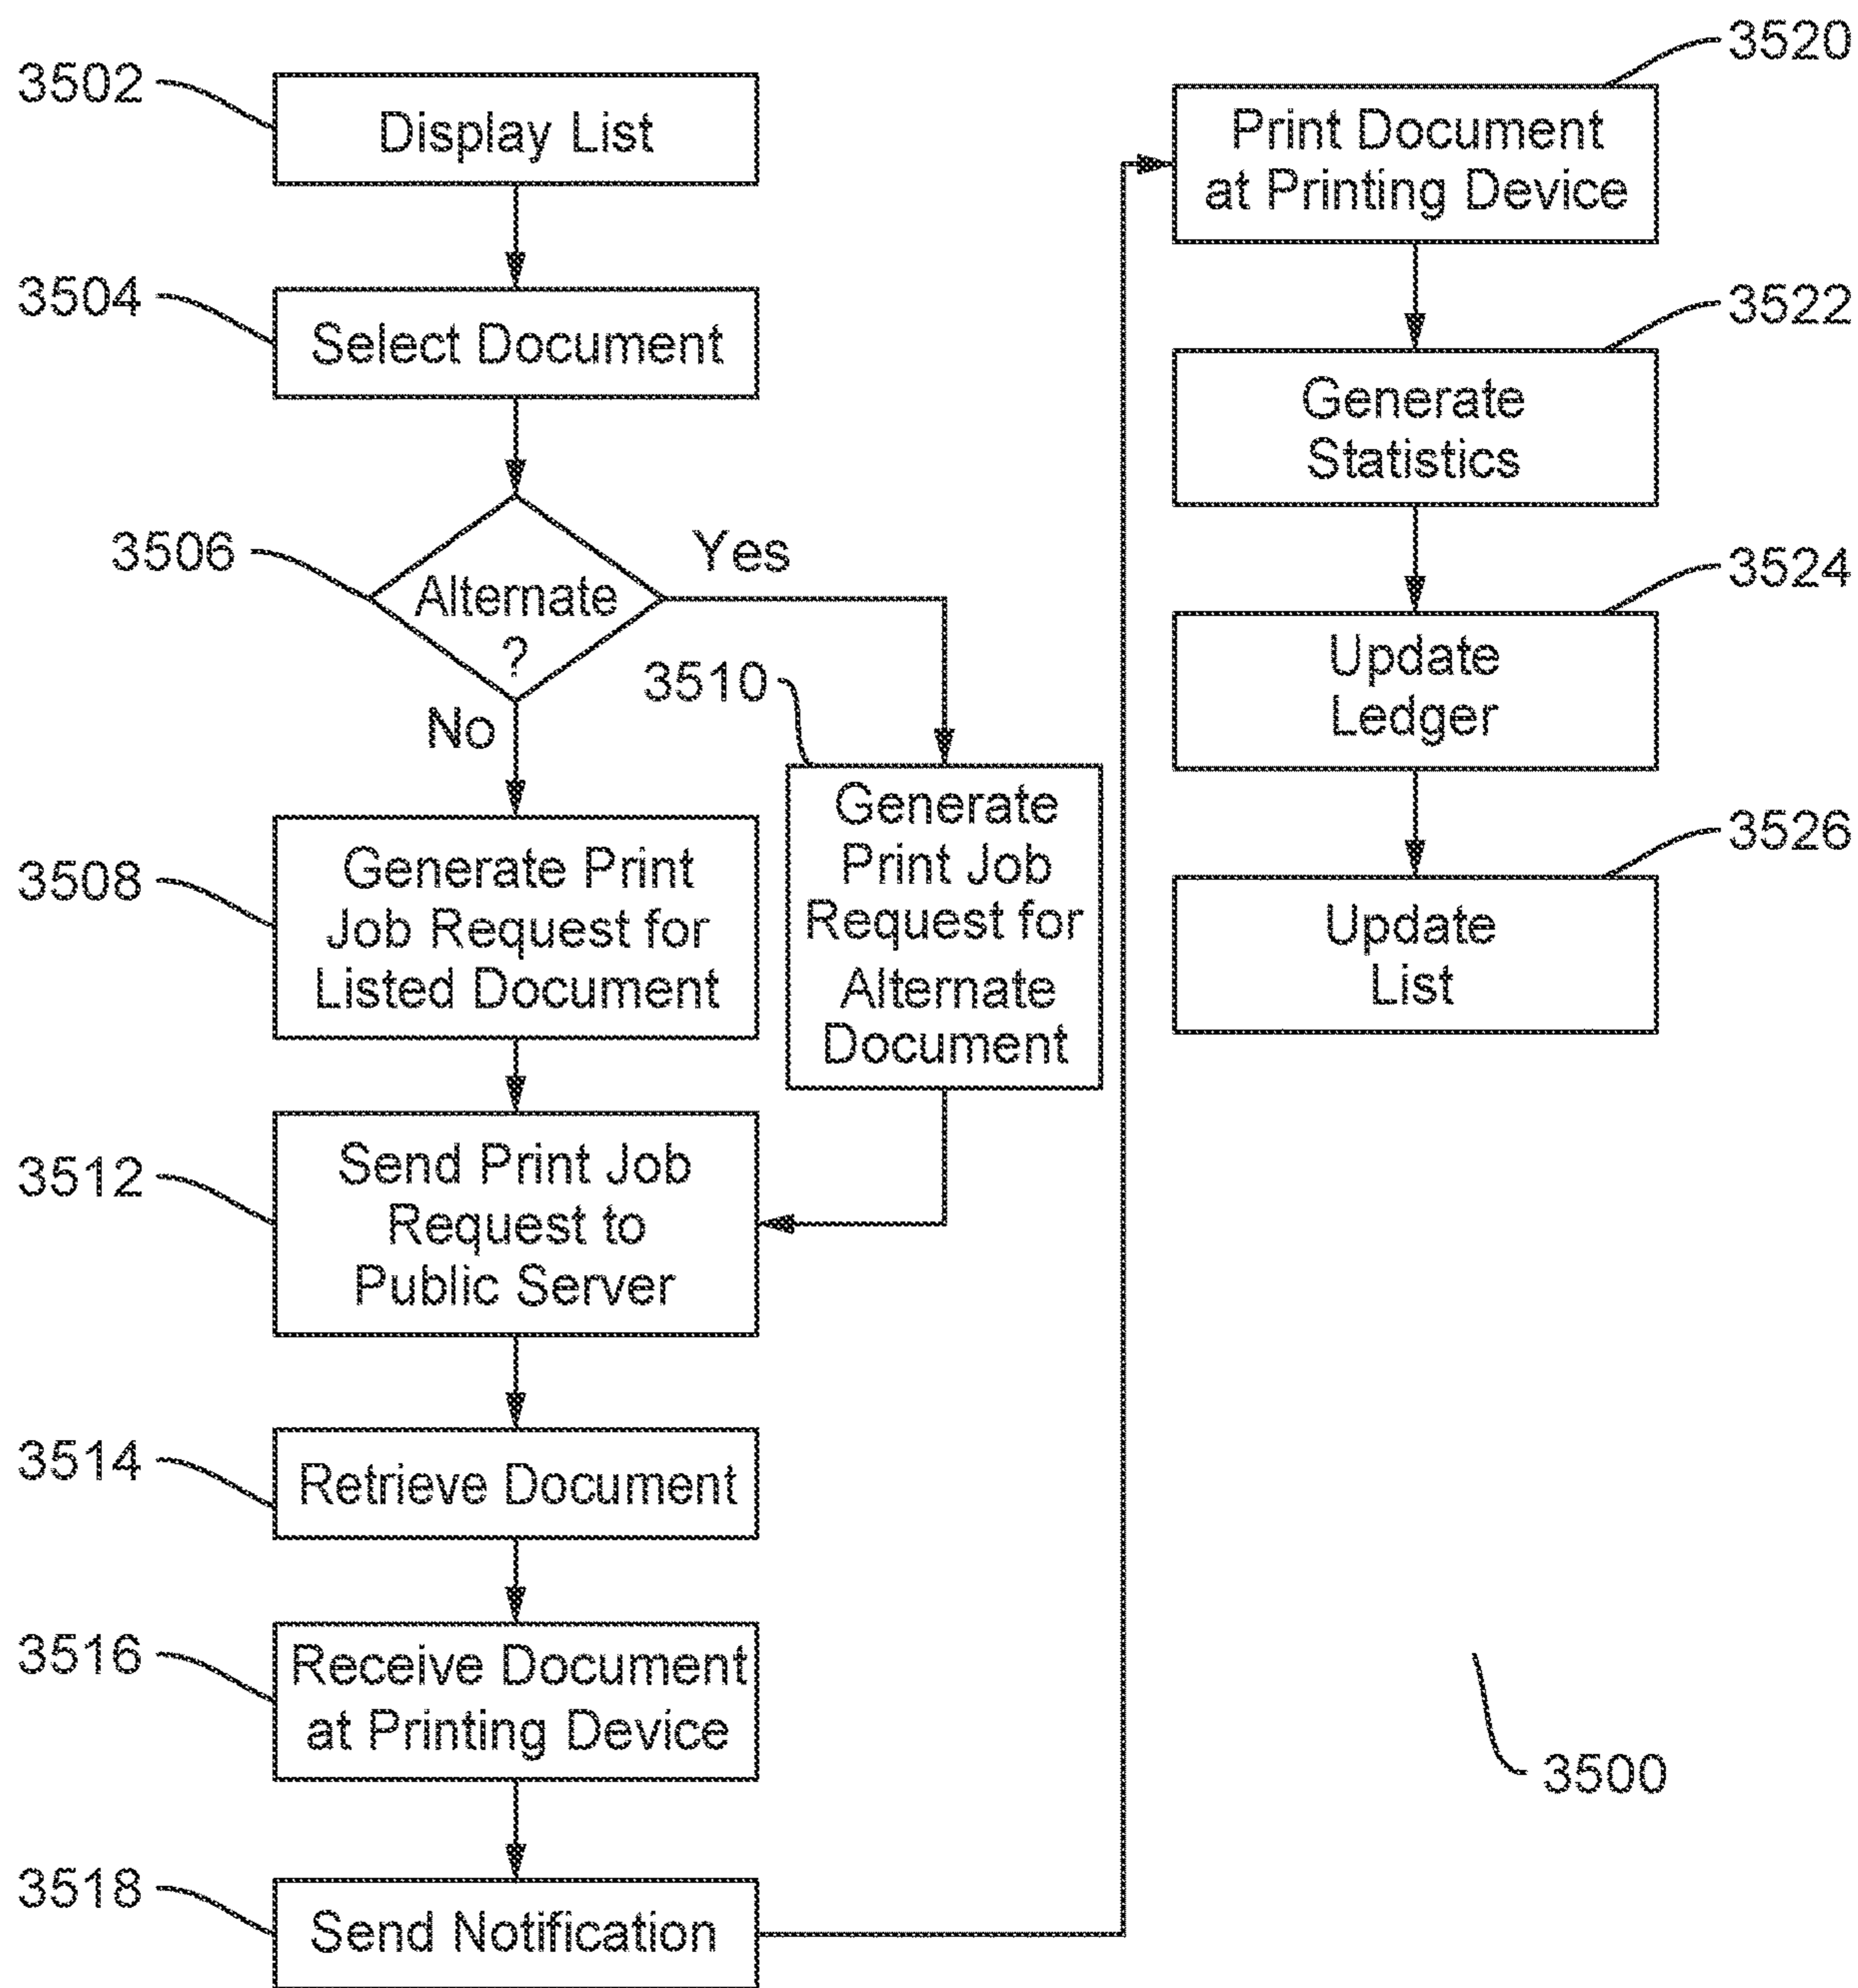 3502
Display List
3504
Select Document
3506
Alternate
?
Yes
No
3508
Generate Print
Job Request for
Listed Document
3510
Generate
Print Job
Request for
Alternate
Document
3512
Send Print Job
Request to
Public Server
3514
Retrieve Document
3516
Receive Document
at Printing Device
3518
Send Notification
3520
Print Document
at Printing Device
3522
Generate
Statistics
3524
Update
Ledger
3526
Update
List
3500